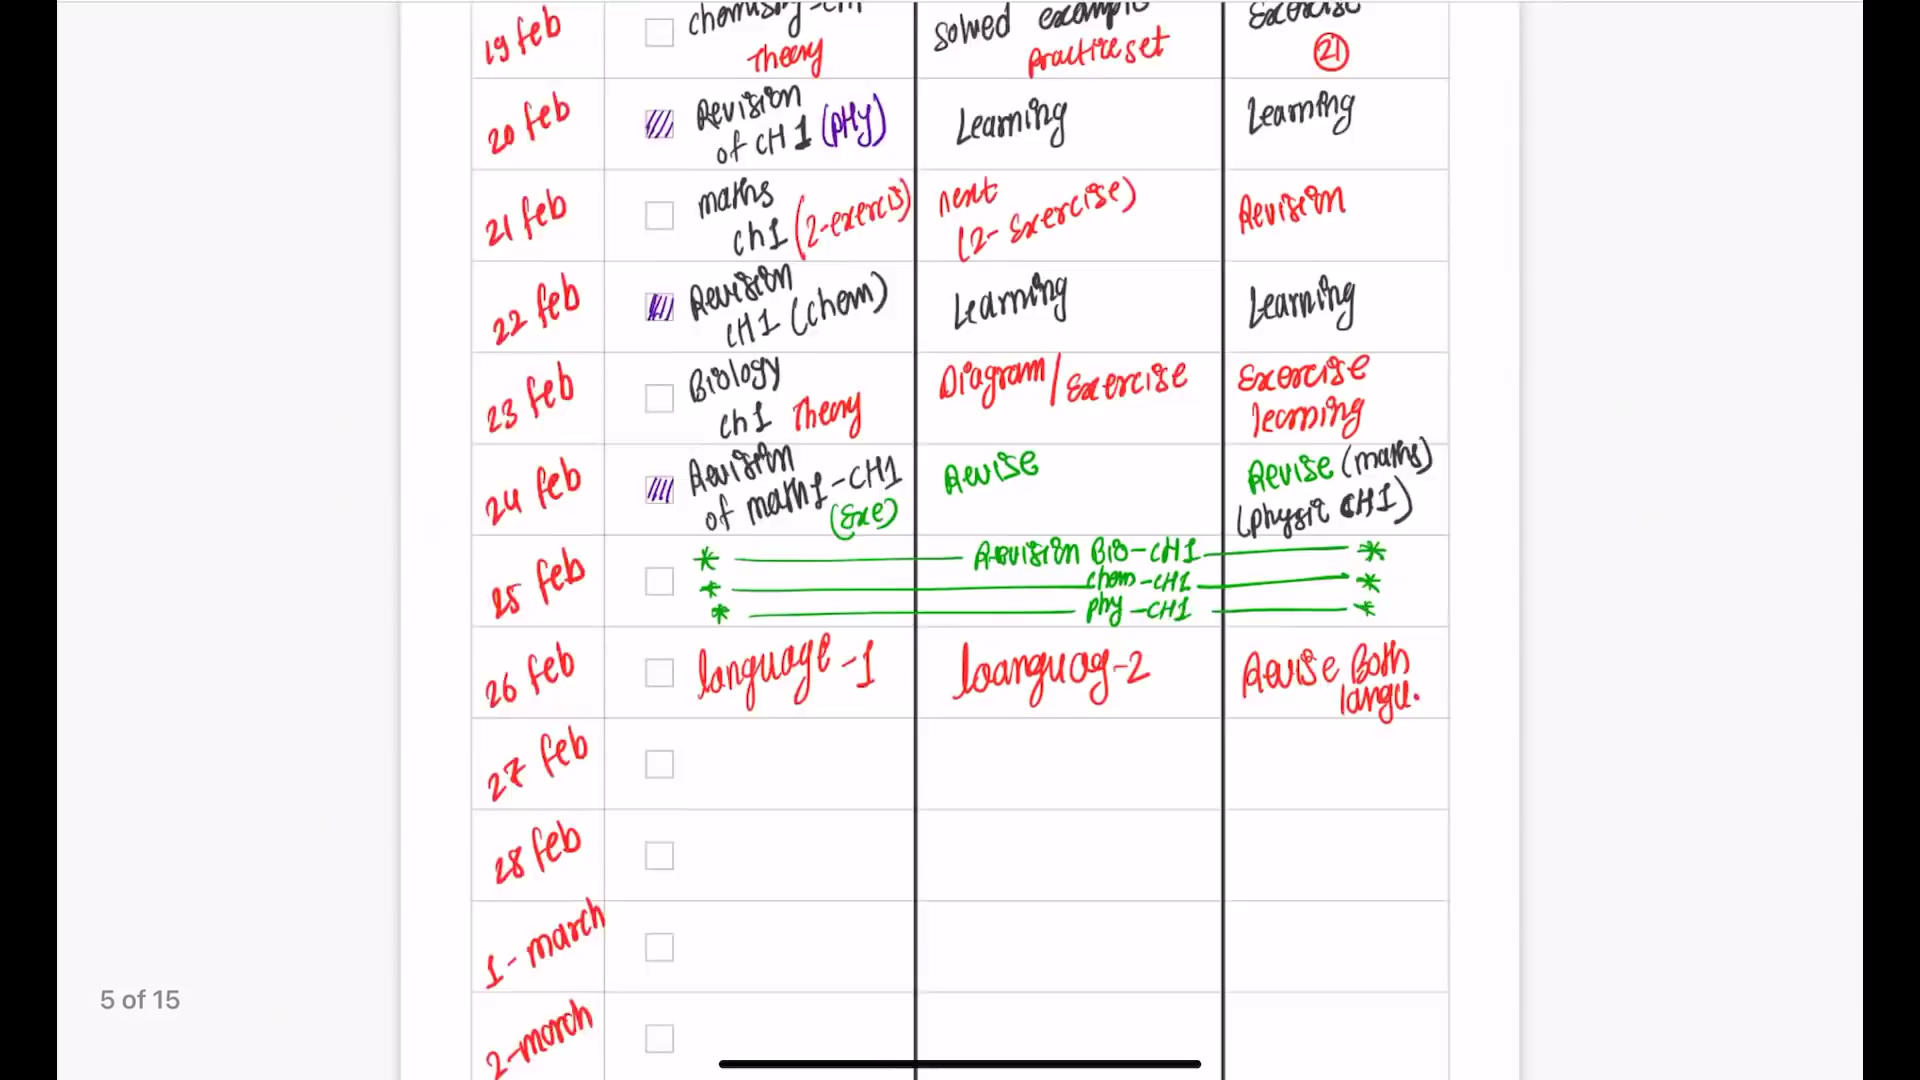 19 feb
Theory
solved example
practice set
Exercise
21
20 feb
Revision
of CH1 (PHy)
Learning
Learning
21 feb
maths
ch1 (2-exercis)
next
(2- Exercise)
Revision
22 feb
Revision
CH1 (chem)
Learning
Learning
23 feb
Biology
ch1 Theory
Diagram/Exercise
Exercise
learning
24 feb
Revision
of math1-CH1
(Exe)
Revise
Revise (maths)
(physic CH1)
25 feb
* Revision Bio-CH1 *
* chem-CH1 *
* phy-CH1 *
26 feb
language-1
loanguag-2
Revise Both
langu.
27 feb
28 feb
1-march
2-march
5 of 15